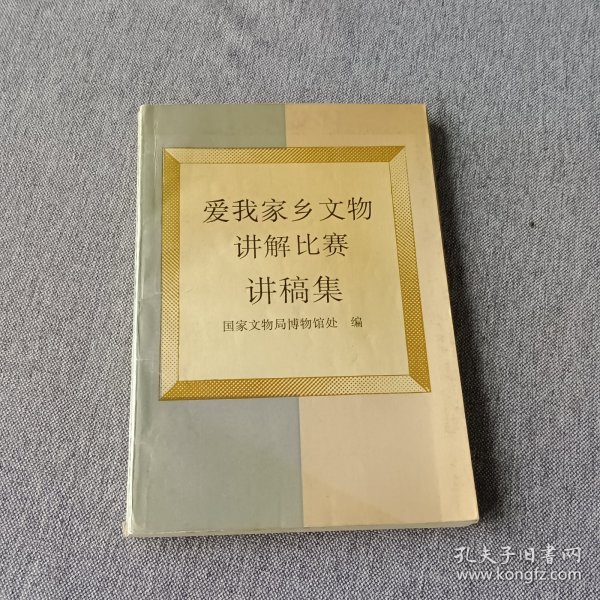 爱我家乡文物
讲解比赛
讲稿集
国家文物局博物馆处 编
孔夫子旧书网
www.kongfz.com